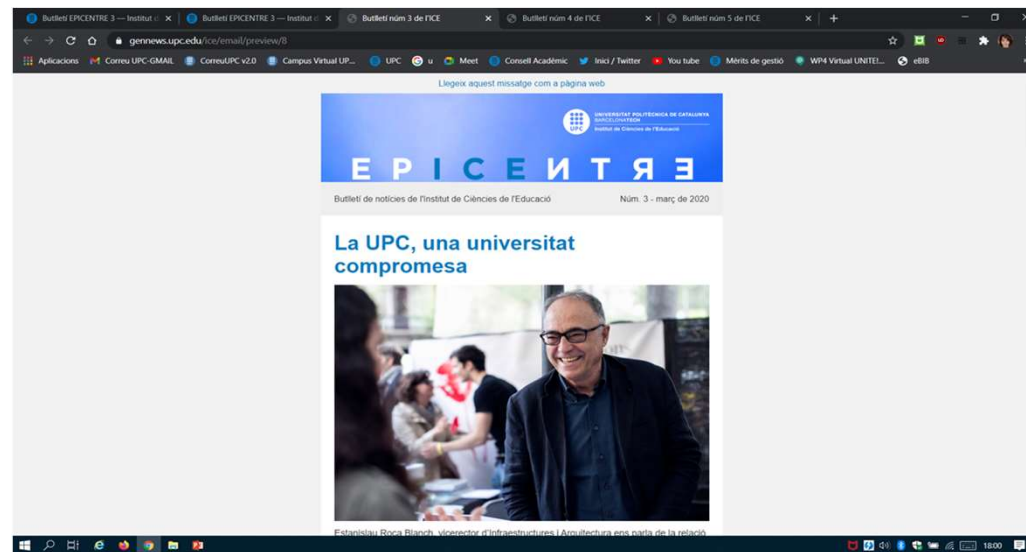 Butlletí EPICENTRE 3 — Institut d
Butlletí EPICENTRE 3 — Institut d
Butlletí núm 3 de l'ICE
Butlletí núm 4 de l'ICE
Butlletí núm 5 de l'ICE
gennews.upc.edu/ice/email/preview/8
Aplicacions Correu UPC-GMAIL CorreuUPC v2.0 Campus Virtual UP... UPC u Meet Consell Acadèmic Inici / Twitter You tube Mèrits de gestió WP4 Virtual UNITE!... eBIB
Llegeix aquest missatge com a pàgina web
UNIVERSITAT POLITÈCNICA DE CATALUNYA
BARCELONATECH
Institut de Ciències de l'Educació
UPC
EPICENTRE
Butlletí de notícies de l'Institut de Ciències de l'Educació Núm. 3 - març de 2020
La UPC, una universitat
compromesa
Estanislau Roca Blanch, vicerector d'Infraestructures i Arquitectura ens parla de la relació
18:00